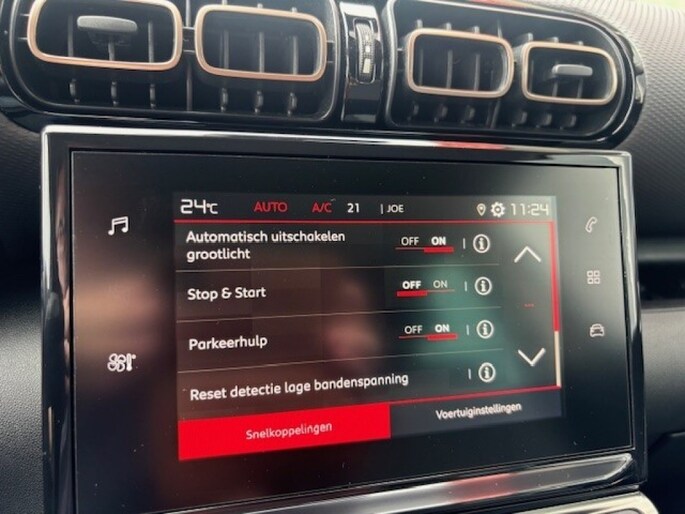 24°C AUTO A/C 21 | JOE 11:24
Automatisch uitschakelen
grootlicht
OFF ON
Stop & Start
OFF ON
Parkeerhulp
OFF ON
Reset detectie lage bandenspanning
Snelkoppelingen
Voertuiginstellingen